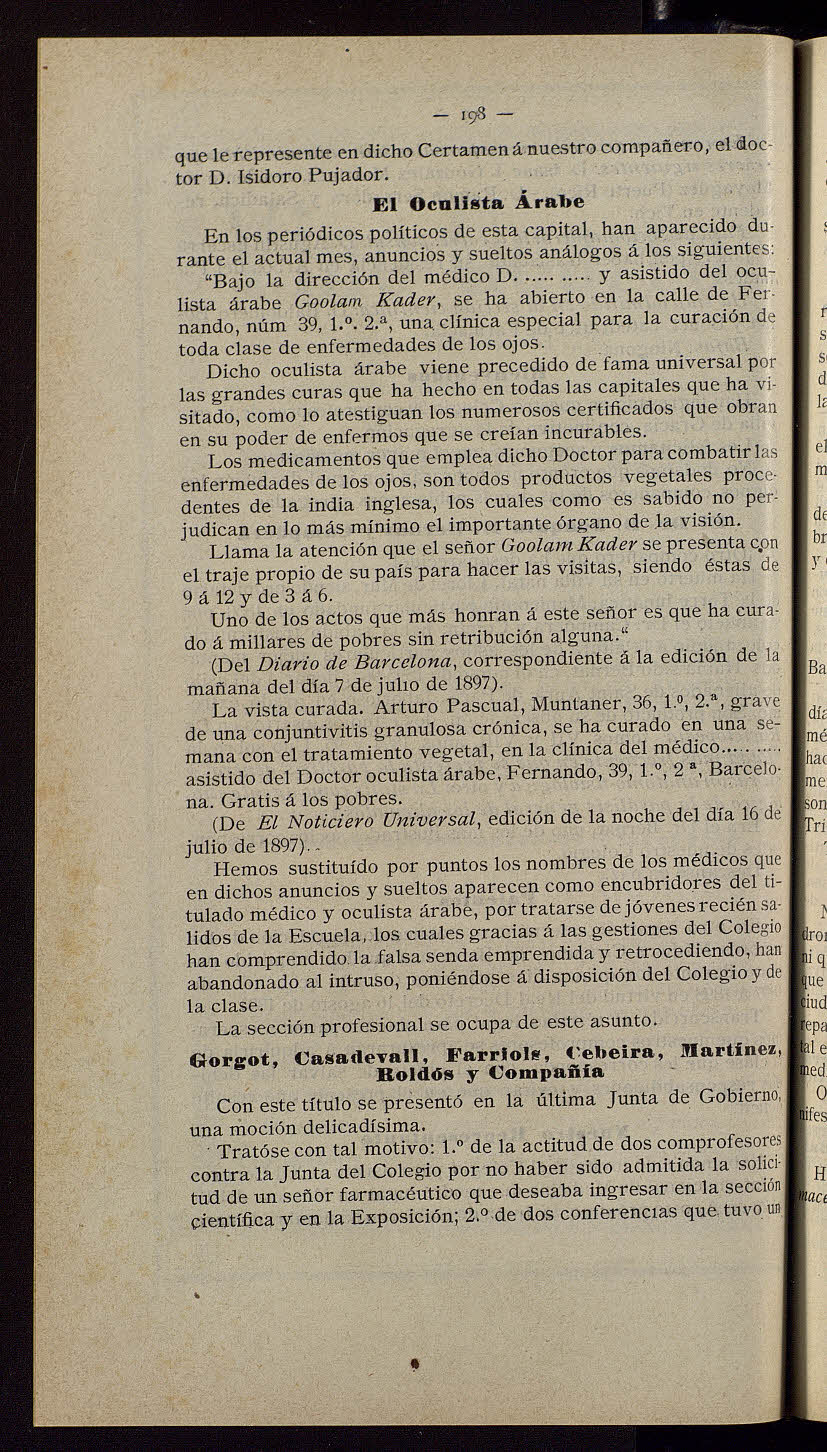 — 198 —
que le represente en dicho Certamen á nuestro compañero, el doc-
tor D. Isidoro Pujador.
El Oculista Árabe
En los periódicos políticos de esta capital, han aparecido du-
rante el actual mes, anuncios y sueltos análogos á los siguientes:
“Bajo la dirección del médico D. ..... ..... y asistido del ocu-
lista árabe Goolam Kader, se ha abierto en la calle de Fer-
nando, núm 39, 1.º. 2.ª, una clínica especial para la curación de
toda clase de enfermedades de los ojos.
Dicho oculista árabe viene precedido de fama universal por
las grandes curas que ha hecho en todas las capitales que ha vi-
sitado, como lo atestiguan los numerosos certificados que obran
en su poder de enfermos que se creían incurables.
Los medicamentos que emplea dicho Doctor para combatir las
enfermedades de los ojos, son todos productos vegetales proce-
dentes de la india inglesa, los cuales como es sabido no per-
judican en lo más mínimo el importante órgano de la visión.
Llama la atención que el señor Goolam Kader se presenta con
el traje propio de su país para hacer las visitas, siendo éstas de
9 á 12 y de 3 á 6.
Uno de los actos que más honran á este señor es que ha cura-
do á millares de pobres sin retribución alguna.“
(Del Diario de Barcelona, correspondiente á la edición de la
mañana del día 7 de julio de 1897).
La vista curada. Arturo Pascual, Muntaner, 36, 1.º, 2.ª, grave
de una conjuntivitis granulosa crónica, se ha curado en una se-
mana con el tratamiento vegetal, en la clínica del médico..... .....
asistido del Doctor oculista árabe, Fernando, 39, 1.º, 2 ª, Barcelo-
na. Gratis á los pobres.
(De El Noticiero Universal, edición de la noche del día 16 de
julio de 1897).
Hemos sustituído por puntos los nombres de los médicos que
en dichos anuncios y sueltos aparecen como encubridores del ti-
tulado médico y oculista árabe, por tratarse de jóvenes recién sa-
lidos de la Escuela, los cuales gracias á las gestiones del Colegio
han comprendido la falsa senda emprendida y retrocediendo, han
abandonado al intruso, poniéndose á disposición del Colegio y de
la clase.
La sección profesional se ocupa de este asunto.
Gorgot, Casadevall, Farriols, Cebeira, Martínez,
Roldós y Compañía
Con este título se presentó en la última Junta de Gobierno,
una moción delicadísima.
Tratóse con tal motivo: 1.º de la actitud de dos comprofesores
contra la Junta del Colegio por no haber sido admitida la solici-
tud de un señor farmacéutico que deseaba ingresar en la sección
científica y en la Exposición; 2.º de dos conferencias que tuvo un